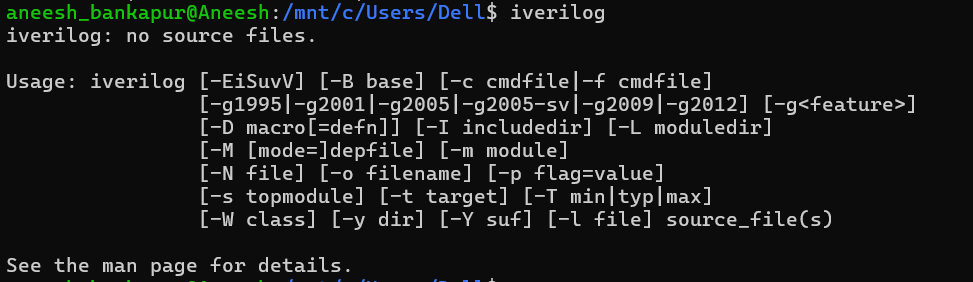 aneesh_bankapur@Aneesh:/mnt/c/Users/Dell$ iverilog
iverilog: no source files.

Usage: iverilog [-EiSuvV] [-B base] [-c cmdfile|-f cmdfile]
                [-g1995|-g2001|-g2005|-g2005-sv|-g2009|-g2012] [-g<feature>]
                [-D macro[=defn]] [-I includedir] [-L moduledir]
                [-M [mode=]depfile] [-m module]
                [-N file] [-o filename] [-p flag=value]
                [-s topmodule] [-t target] [-T min|typ|max]
                [-W class] [-y dir] [-Y suf] [-l file] source_file(s)

See the man page for details.